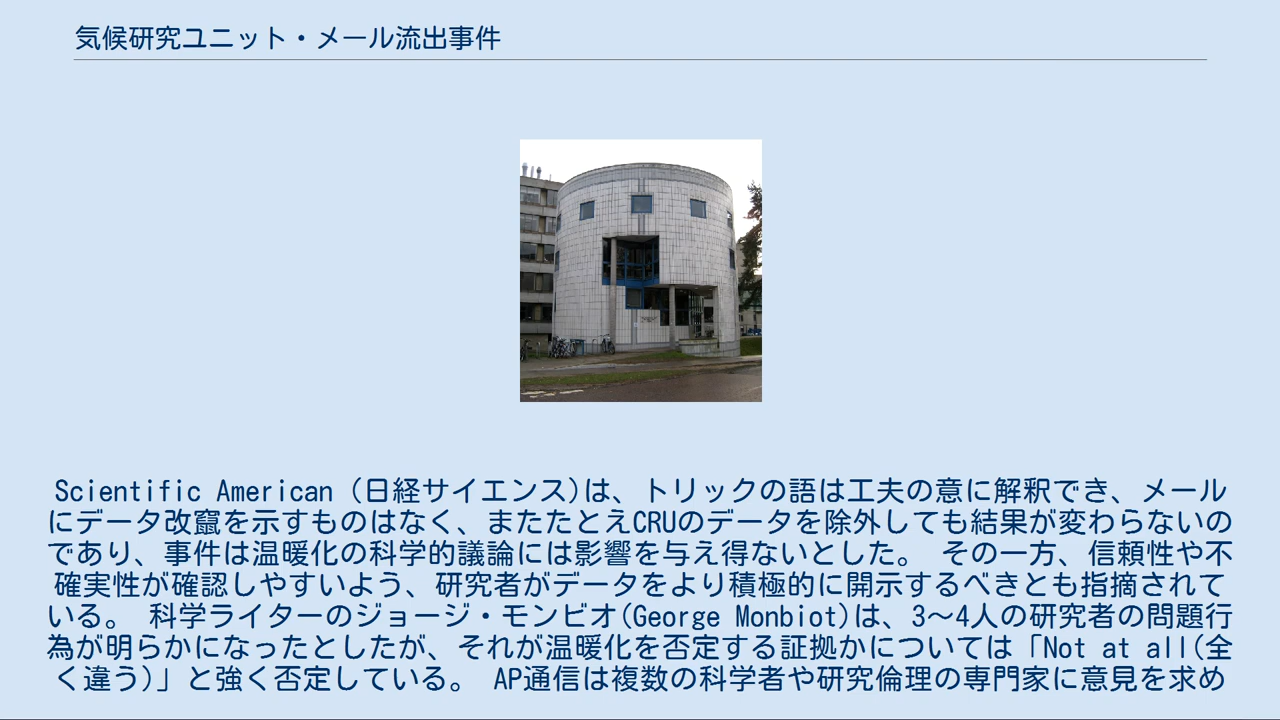 気候研究ユニット・メール流出事件
Scientific American (日経サイエンス)は、トリックの語は工夫の意に解釈でき、メール
にデータ改竄を示すものはなく、またたとえCRUのデータを除外しても結果が変わらないの
であり、事件は温暖化の科学的議論には影響を与え得ないとした。 その一方、信頼性や不
確実性が確認しやすいよう、研究者がデータをより積極的に開示するべきとも指摘されて
いる。 科学ライターのジョージ・モンビオ(George Monbiot)は、3〜4人の研究者の問題行
為が明らかになったとしたが、それが温暖化を否定する証拠かについては「Not at all(全
く違う)」と強く否定している。 AP通信は複数の科学者や研究倫理の専門家に意見を求め